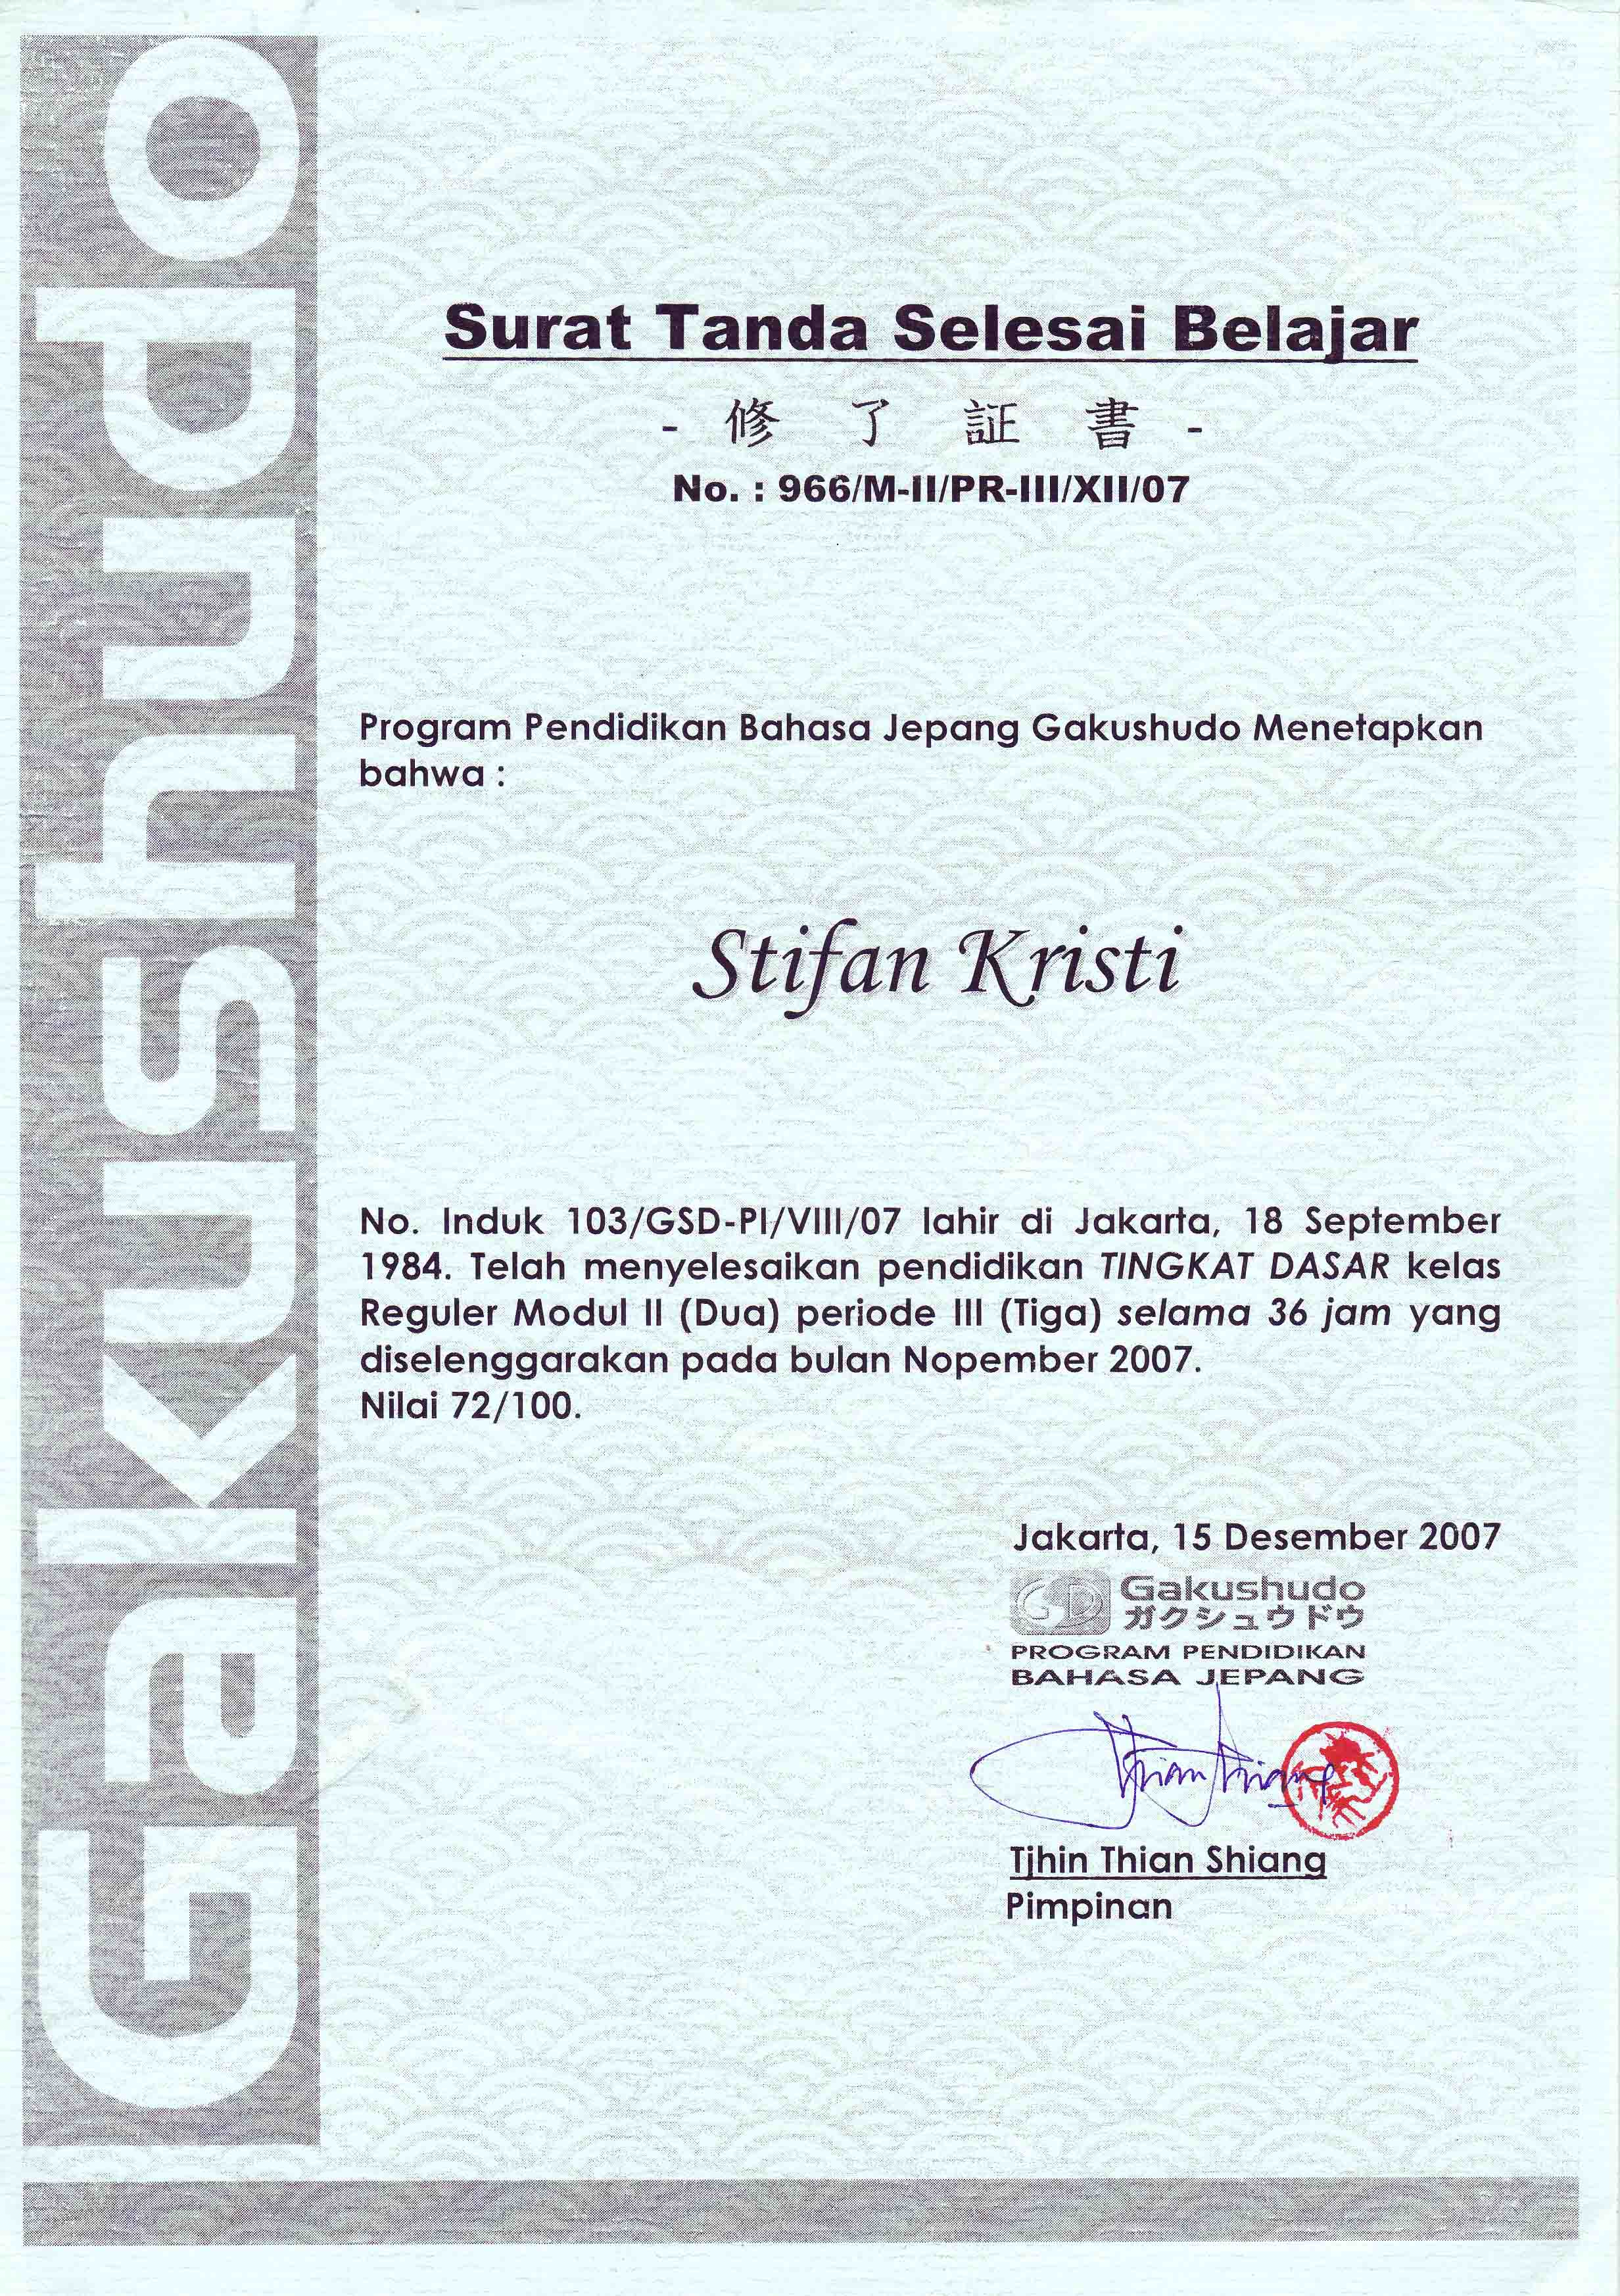 Gakushudo
Surat Tanda Selesai Belajar
- 修 了 証 書 -
No. : 966/M-II/PR-III/XII/07
Program Pendidikan Bahasa Jepang Gakushudo Menetapkan
bahwa :
Stifan Kristi
No. Induk 103/GSD-PI/VIII/07 lahir di Jakarta, 18 September
1984. Telah menyelesaikan pendidikan TINGKAT DASAR kelas
Reguler Modul II (Dua) periode III (Tiga) selama 36 jam yang
diselenggarakan pada bulan Nopember 2007.
Nilai 72/100.
Jakarta, 15 Desember 2007
GD Gakushudo
ガクシュウドウ
PROGRAM PENDIDIKAN
BAHASA JEPANG
Tjhin Thian Shiang
Pimpinan